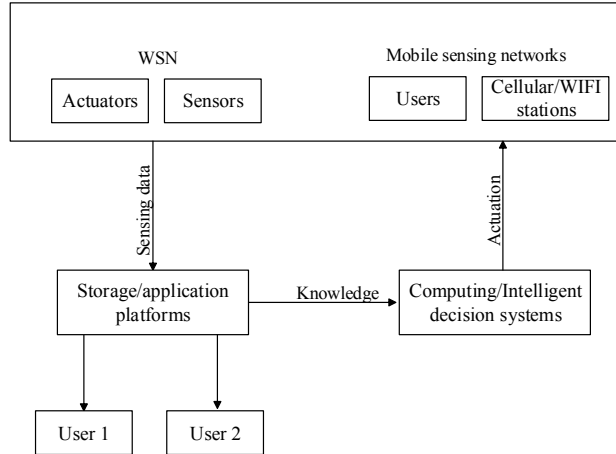 WSN
Mobile sensing networks
Actuators
Sensors
Users
Cellular/WIFI
stations
Sensing data
Actuation
Storage/application
platforms
Knowledge
Computing/Intelligent
decision systems
User 1
User 2